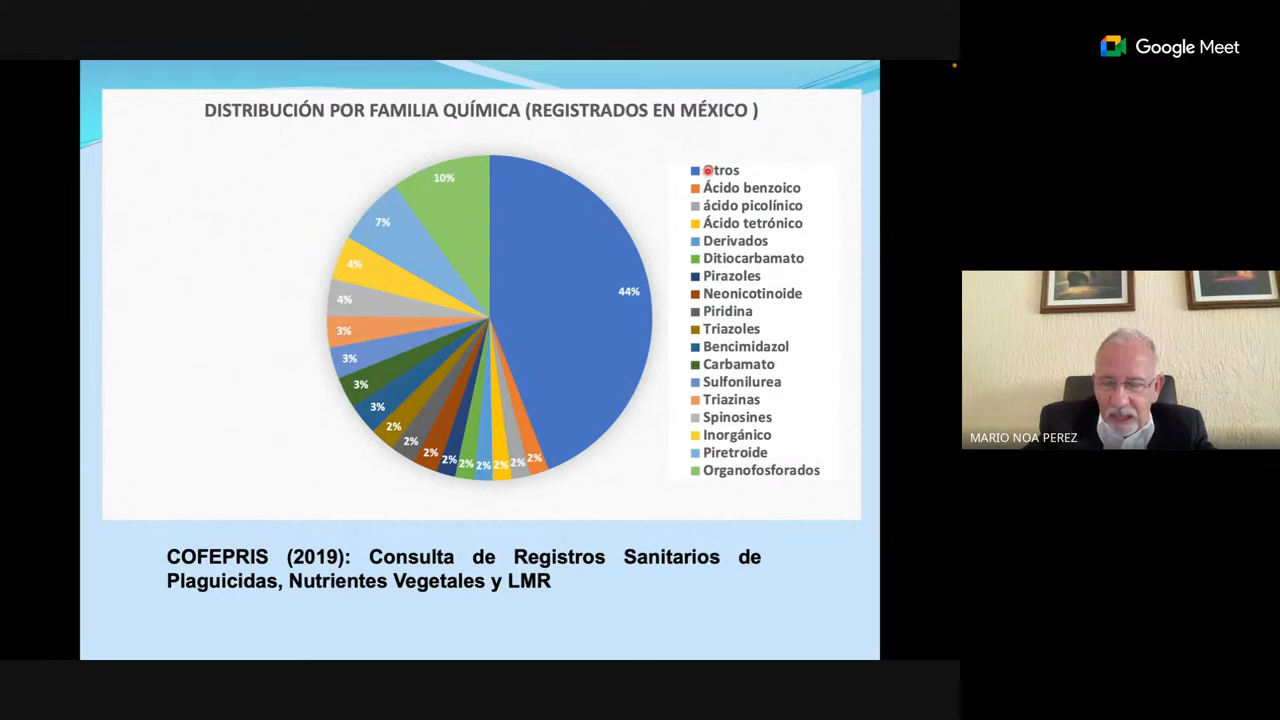 Google Meet
DISTRIBUCIÓN POR FAMILIA QUÍMICA (REGISTRADOS EN MÉXICO )
10%
7%
4%
4%
3%
3%
3%
3%
2%
2%
2%
2%
2%
2%
2%
2%
2%
44%
Otros
Ácido benzoico
ácido picolínico
Ácido tetrónico
Derivados
Ditiocarbamato
Pirazoles
Neonicotinoide
Piridina
Triazoles
Bencimidazol
Carbamato
Sulfonilurea
Triazinas
Spinosines
Inorgánico
Piretroide
Organofosforados
MARIO NOA PEREZ
COFEPRIS (2019): Consulta de Registros Sanitarios de
Plaguicidas, Nutrientes Vegetales y LMR